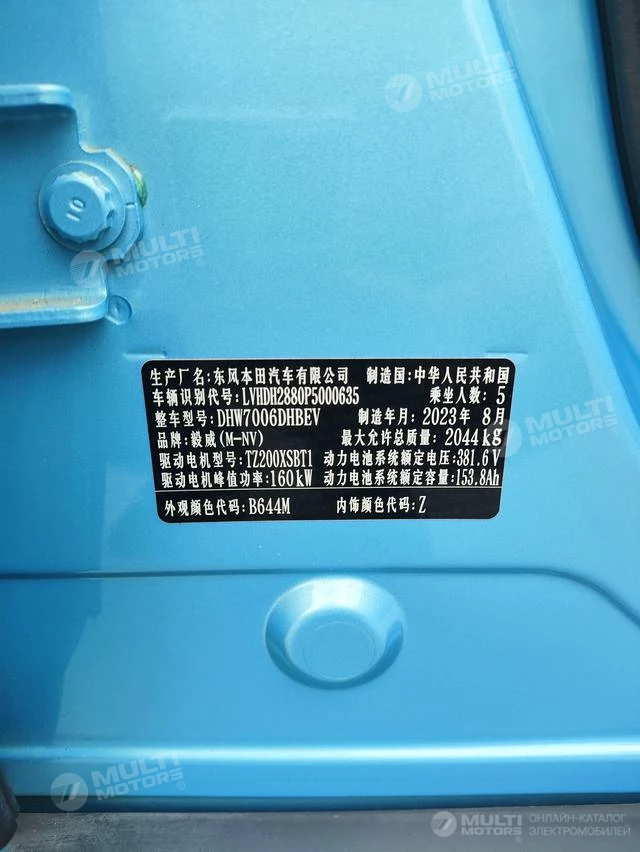 MULTI
MOTORS
10
MULTI
MOTORS
生产厂名:东风本田汽车有限公司 制造国:中华人民共和国
车辆识别代号:LVHDH2880P5000635 乘坐人数:5
整车型号:DHW7006DHBEV 制造年月:2023年 8月
品牌:毅威(M-NV) 最大允许总质量:2044kg
驱动电机型号:TZ200XSBT1 动力电池系统额定电压:381.6V
驱动电机峰值功率:160kW 动力电池系统额定容量:153.8Ah
外观颜色代码:B644M 内饰颜色代码:Z
MULTI
MOTORS
MULTI
MOTORS
ОНЛАЙН-КАТАЛОГ
ЭЛЕКТРОМОБИЛЕЙ